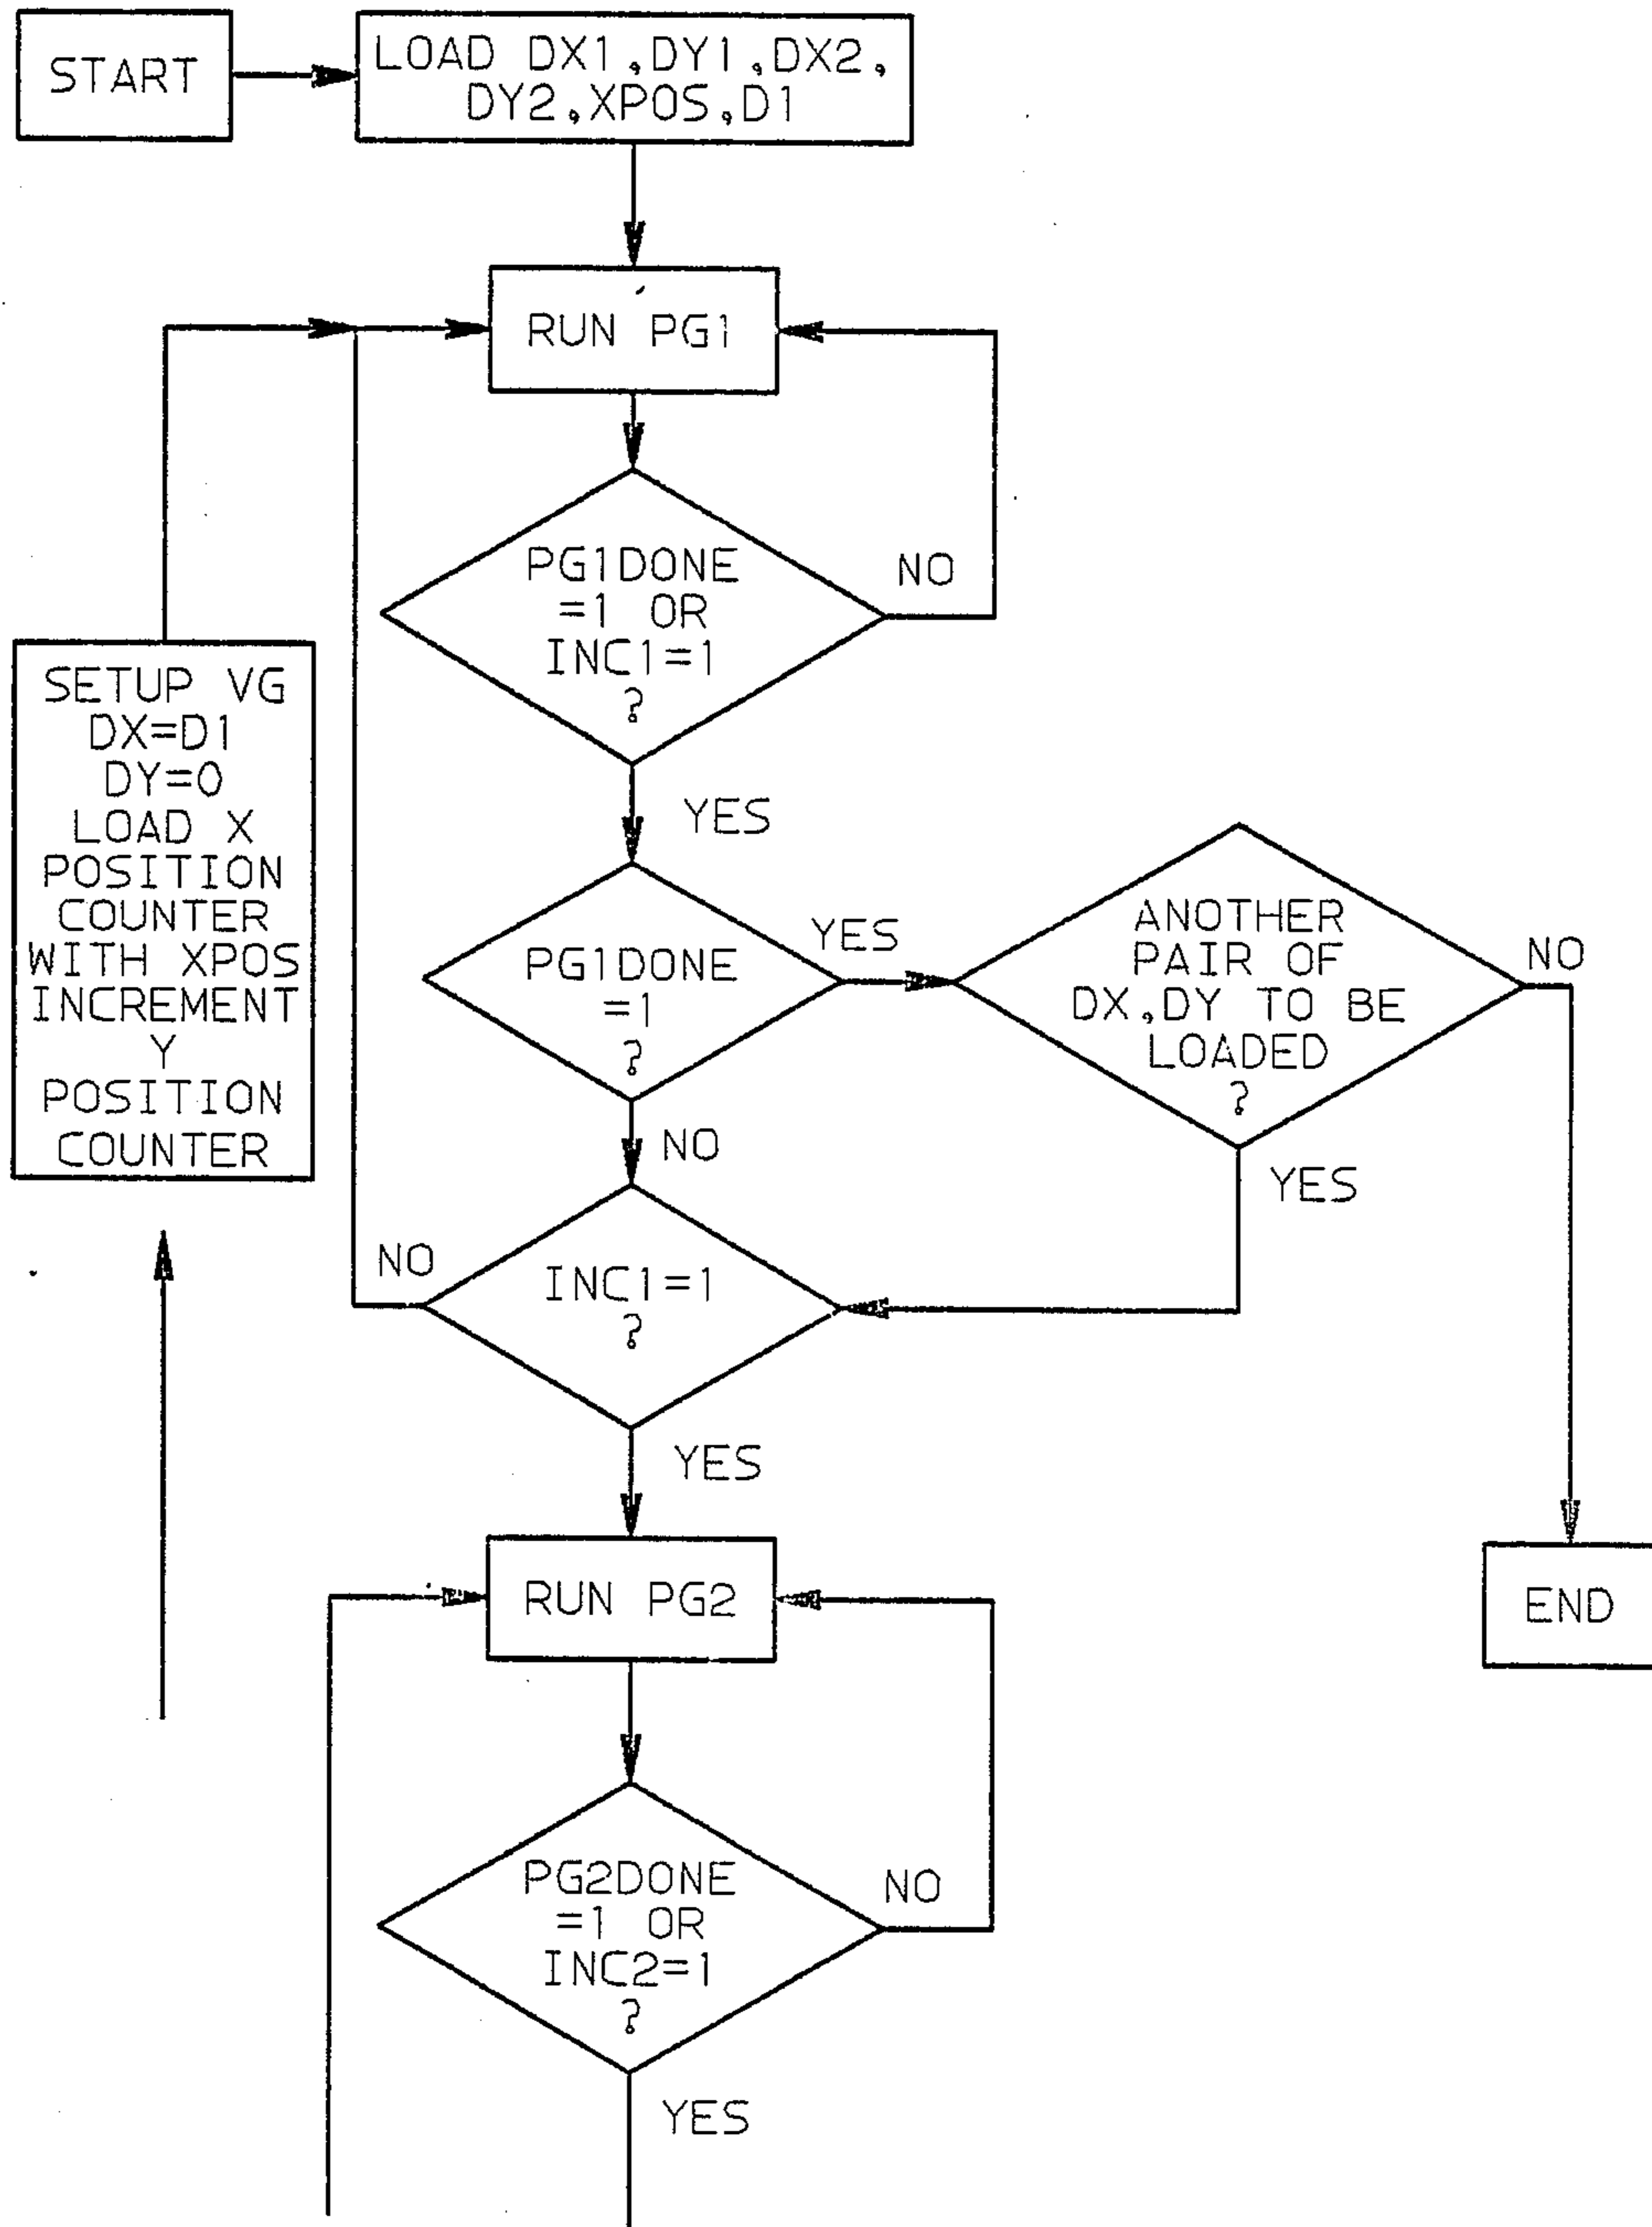 START
LOAD DX1,DY1,DX2,
DY2,XPOS,D1
RUN PG1
PG1DONE
=1 OR
INC1=1
?
NO
YES
SETUP VG
DX=D1
DY=0
LOAD X
POSITION
COUNTER
WITH XPOS
INCREMENT
Y
POSITION
COUNTER
PG1DONE
=1
?
YES
NO
ANOTHER
PAIR OF
DX,DY TO BE
LOADED
?
NO
YES
INC1=1
?
NO
YES
RUN PG2
END
PG2DONE
=1 OR
INC2=1
?
NO
YES